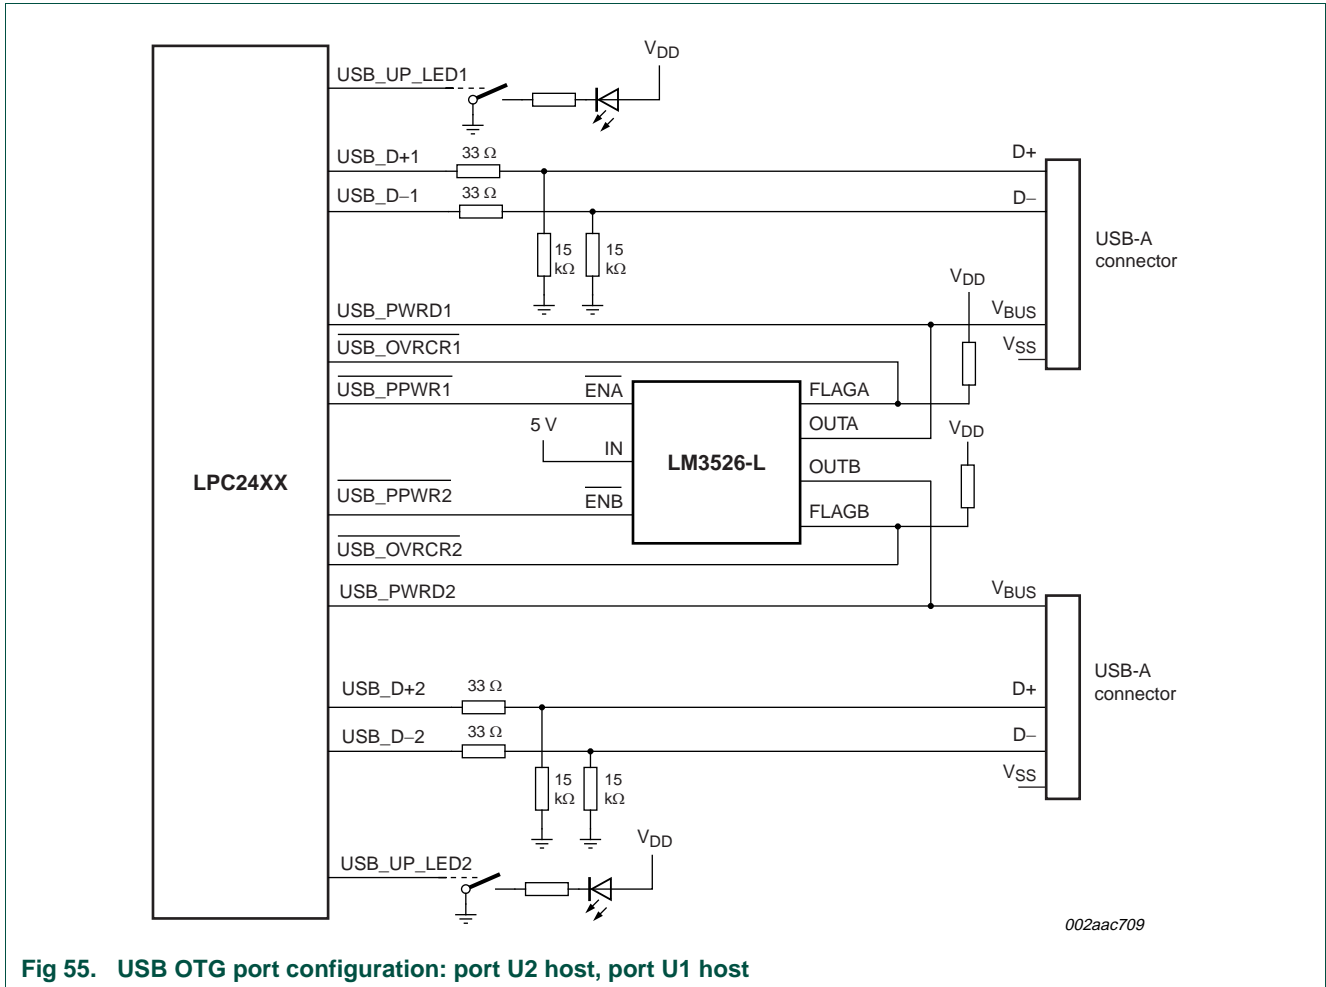 VDD
USB_UP_LED1
USB_D+1
33 Ω
D+
USB_D−1
33 Ω
D−
15 kΩ
15 kΩ
USB-A
connector
VDD
USB_PWRD1
VBUS
USB_OVRCR1
VSS
USB_PPWR1
ENA
FLAGA
5 V
OUTA
VDD
IN
LM3526-L
OUTB
LPC24XX
USB_PPWR2
ENB
FLAGB
USB_OVRCR2
USB_PWRD2
VBUS
USB-A
connector
USB_D+2
33 Ω
D+
USB_D−2
33 Ω
D−
VSS
15 kΩ
15 kΩ
VDD
USB_UP_LED2
002aac709
Fig 55. USB OTG port configuration: port U2 host, port U1 host